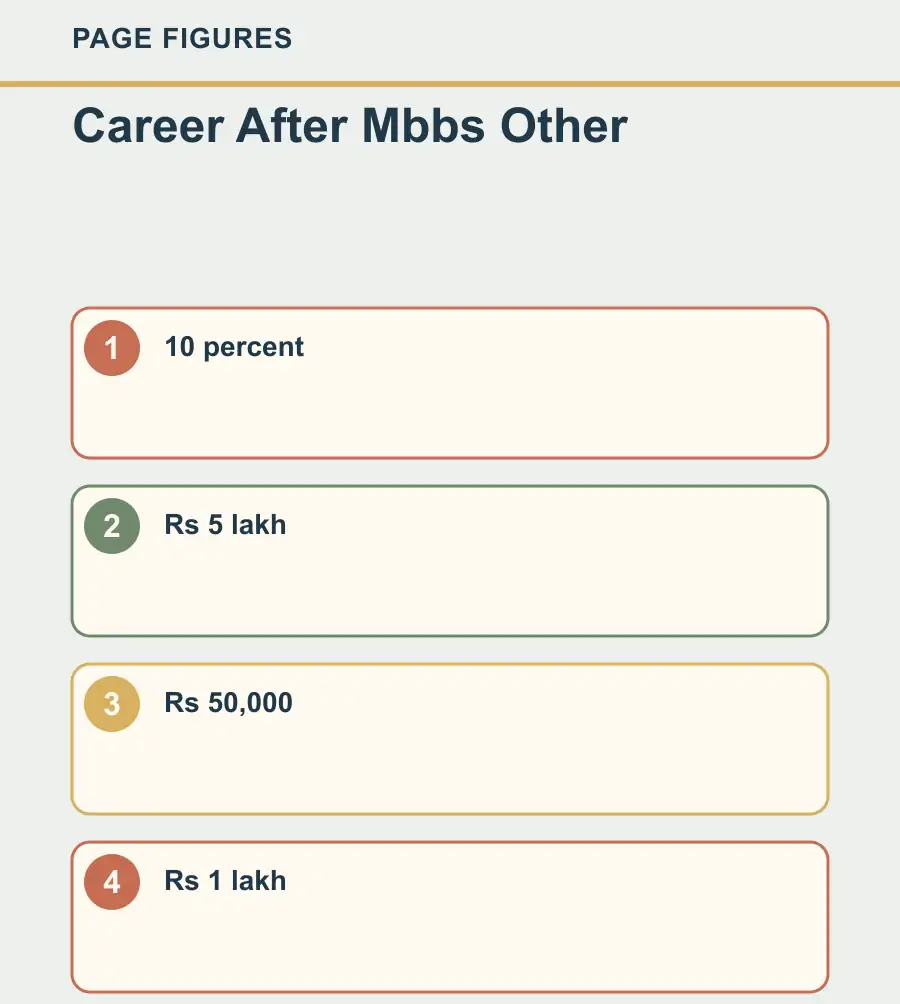 PAGE FIGURES
Career After Mbbs Other
1 10 percent
2 Rs 5 lakh
3 Rs 50,000
4 Rs 1 lakh